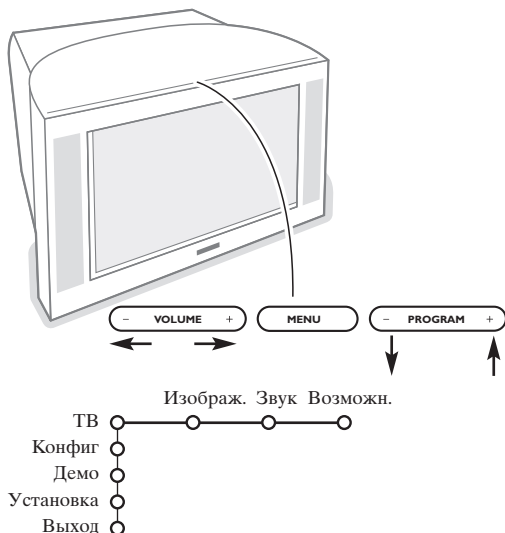 - VOLUME + MENU - PROGRAM +
Изображ. Звук Возможн.
ТВ
Конфиг
Демо
Установка
Выход